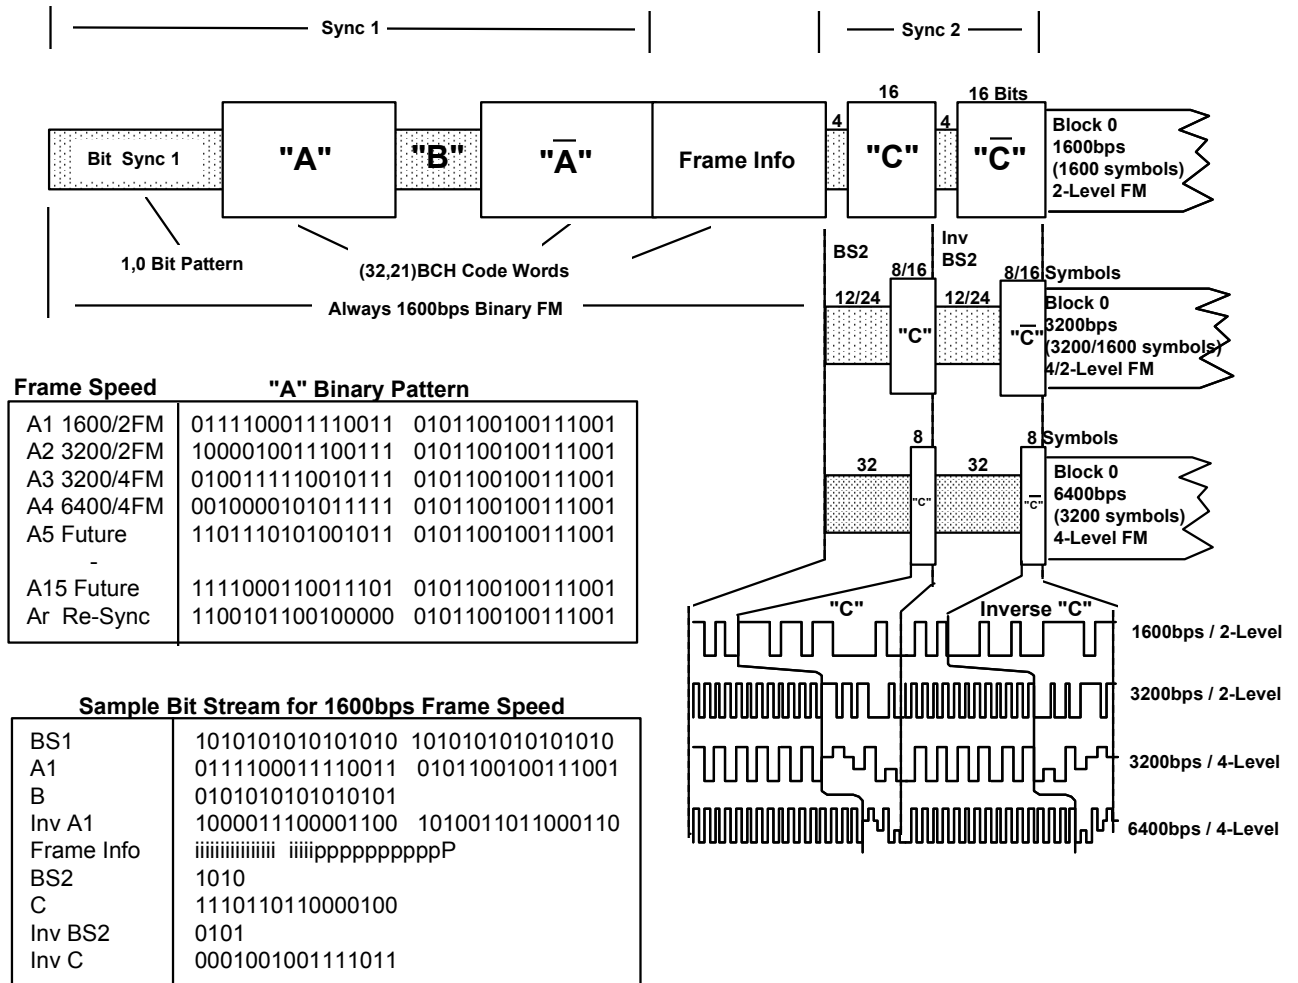 Sync 1
Sync 2
16
16 Bits
4
4
Bit Sync 1
"A"
"B"
"A̅"
Frame Info
"C"
"C̅"
Block 0
1600bps
(1600 symbols)
2-Level FM
1,0 Bit Pattern
(32,21)BCH Code Words
Always 1600bps Binary FM
BS2
Inv
BS2
8/16
8/16 Symbols
12/24
12/24
"C"
"C̅"
Block 0
3200bps
(3200/1600 symbols)
4/2-Level FM
8
8 Symbols
32
32
"C"
"C̅"
Block 0
6400bps
(3200 symbols)
4-Level FM
Frame Speed "A" Binary Pattern
A1 1600/2FM 0111100011110011 0101100100111001
A2 3200/2FM 1000010011100111 0101100100111001
A3 3200/4FM 0100111110010111 0101100100111001
A4 6400/4FM 0010000101011111 0101100100111001
A5 Future 1101110101001011 0101100100111001
-
A15 Future 1111000110011101 0101100100111001
Ar Re-Sync 1100101100100000 0101100100111001
"C"
Inverse "C"
1600bps / 2-Level
3200bps / 2-Level
3200bps / 4-Level
6400bps / 4-Level
Sample Bit Stream for 1600bps Frame Speed
BS1 1010101010101010 1010101010101010
A1 0111100011110011 0101100100111001
B 0101010101010101
Inv A1 1000011100001100 1010011011000110
Frame Info iiiiiiiiiiiiiiii iiiiippppppppppP
BS2 1010
C 1110110110000100
Inv BS2 0101
Inv C 0001001001111011